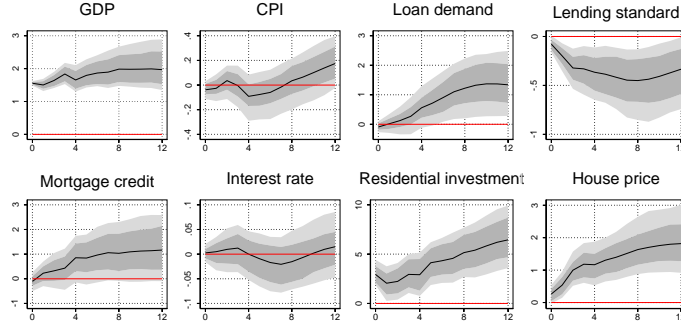 GDP
CPI
Loan demand
Lending standard
3
2
1
0
0 4 8 12
.4
.2
0
-.2
-.4
0 4 8 12
3
2
1
0
0 4 8 12
0
-.5
-1
0 4 8 12
Mortgage credit
Interest rate
Residential investment
House price
3
2
1
0
-1
0 4 8 12
.1
.05
0
-.05
-.1
0 4 8 12
10
5
0
0 4 8 12
3
2
1
0
0 4 8 12